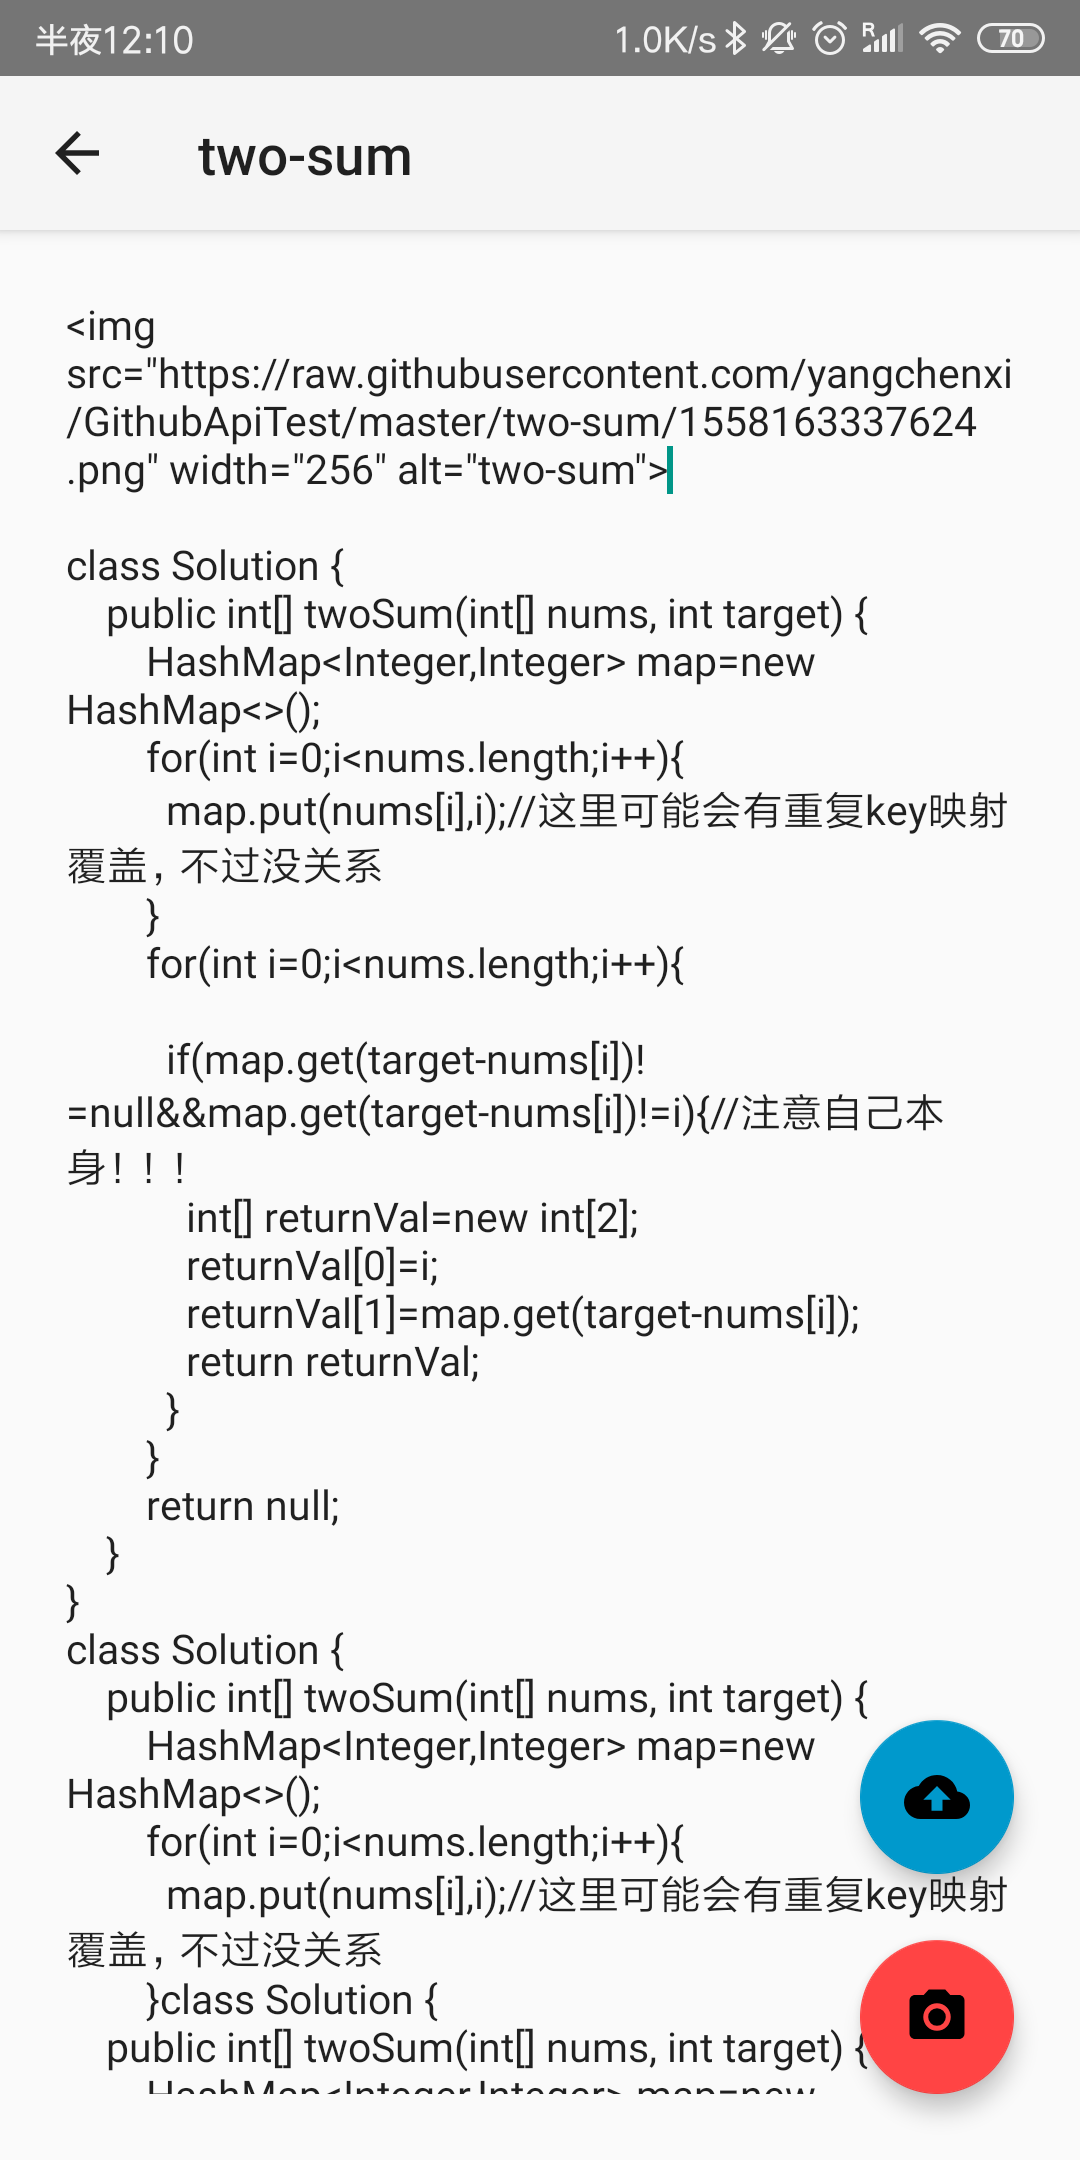 半夜12:10 1.0K/s R 70
two-sum
<img
src="https://raw.githubusercontent.com/yangchenxi
/GithubApiTest/master/two-sum/1558163337624
.png" width="256" alt="two-sum">
class Solution {
public int[] twoSum(int[] nums, int target) {
HashMap<Integer,Integer> map=new
HashMap<>();
for(int i=0;i<nums.length;i++){
map.put(nums[i],i);//这里可能会有重复key映射
覆盖，不过没关系
}
for(int i=0;i<nums.length;i++){
if(map.get(target-nums[i])!
=null&&map.get(target-nums[i])!=i){//注意自己本
身！！！
int[] returnVal=new int[2];
returnVal[0]=i;
returnVal[1]=map.get(target-nums[i]);
return returnVal;
}
}
return null;
}
}
class Solution {
public int[] twoSum(int[] nums, int target) {
HashMap<Integer,Integer> map=new
HashMap<>();
for(int i=0;i<nums.length;i++){
map.put(nums[i],i);//这里可能会有重复key映射
覆盖，不过没关系
}class Solution {
public int[] twoSum(int[] nums, int target) {
HashMap<Integer,Integer> map=new